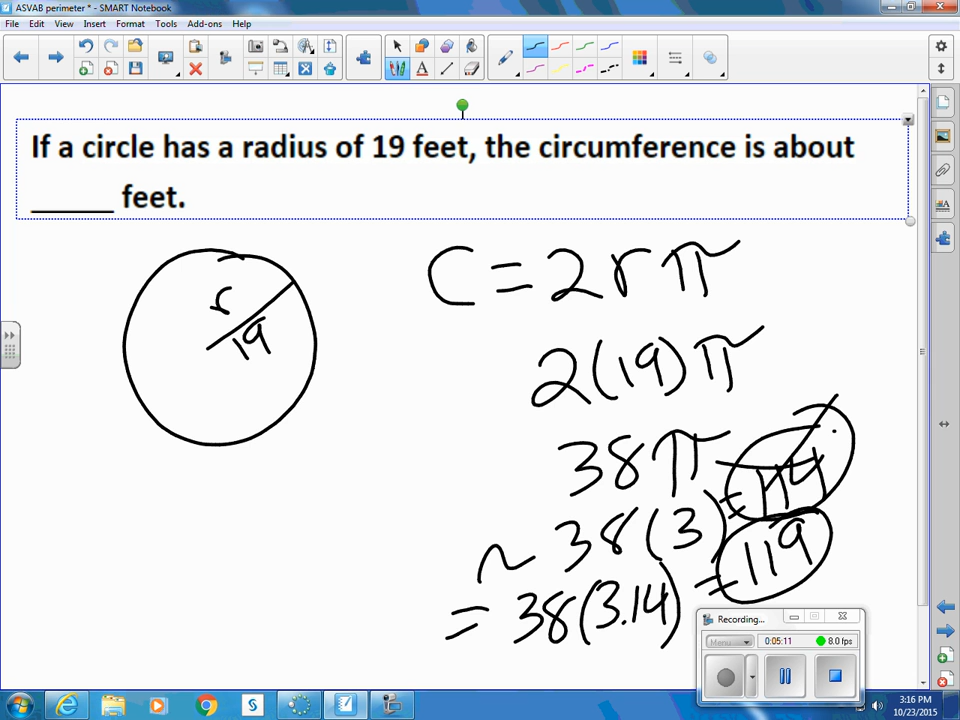 ASVAB perimeter * - SMART Notebook
File Edit View Insert Format Tools Add-ons Help
If a circle has a radius of 19 feet, the circumference is about
_____ feet.
r
19
C = 2rπ
2(19)π
38π
~ 38(3) = 114
= 38(3.14) = 119
Recording...
Menu
0:05:11
8.0 fps
3:16 PM
10/23/2015